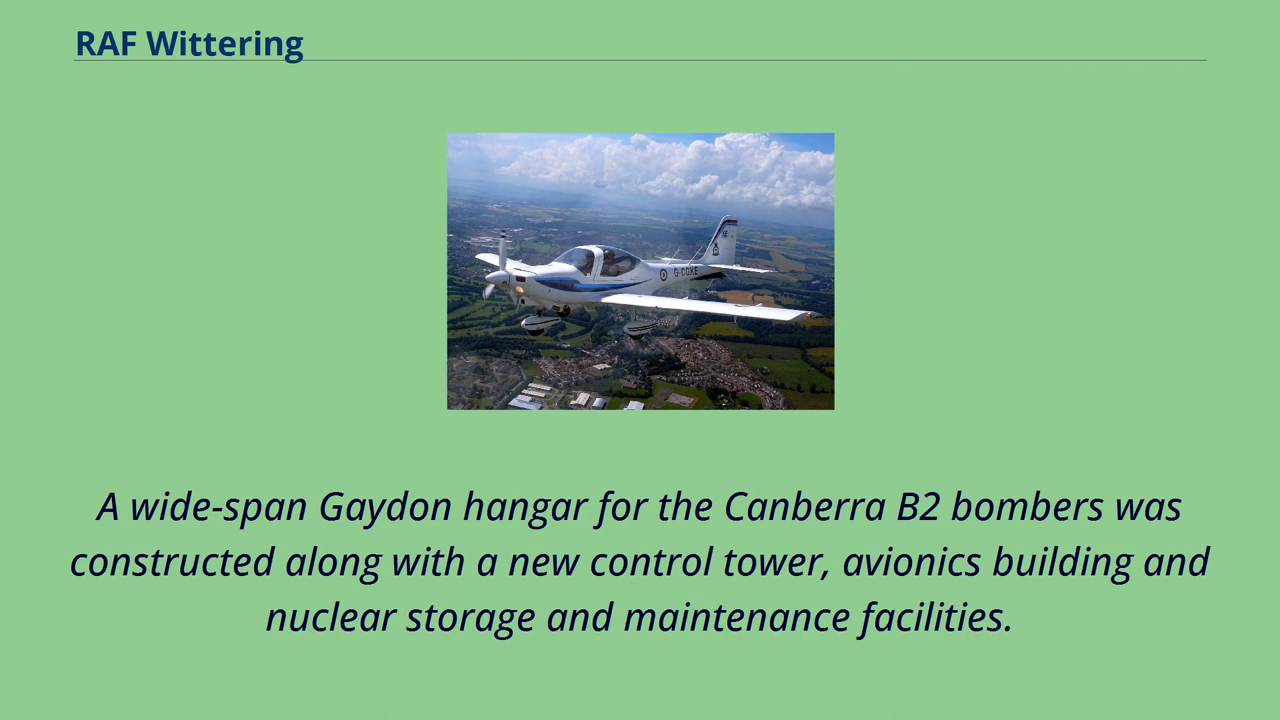 RAF Wittering
G-CGKE
A wide-span Gaydon hangar for the Canberra B2 bombers was
constructed along with a new control tower, avionics building and
nuclear storage and maintenance facilities.